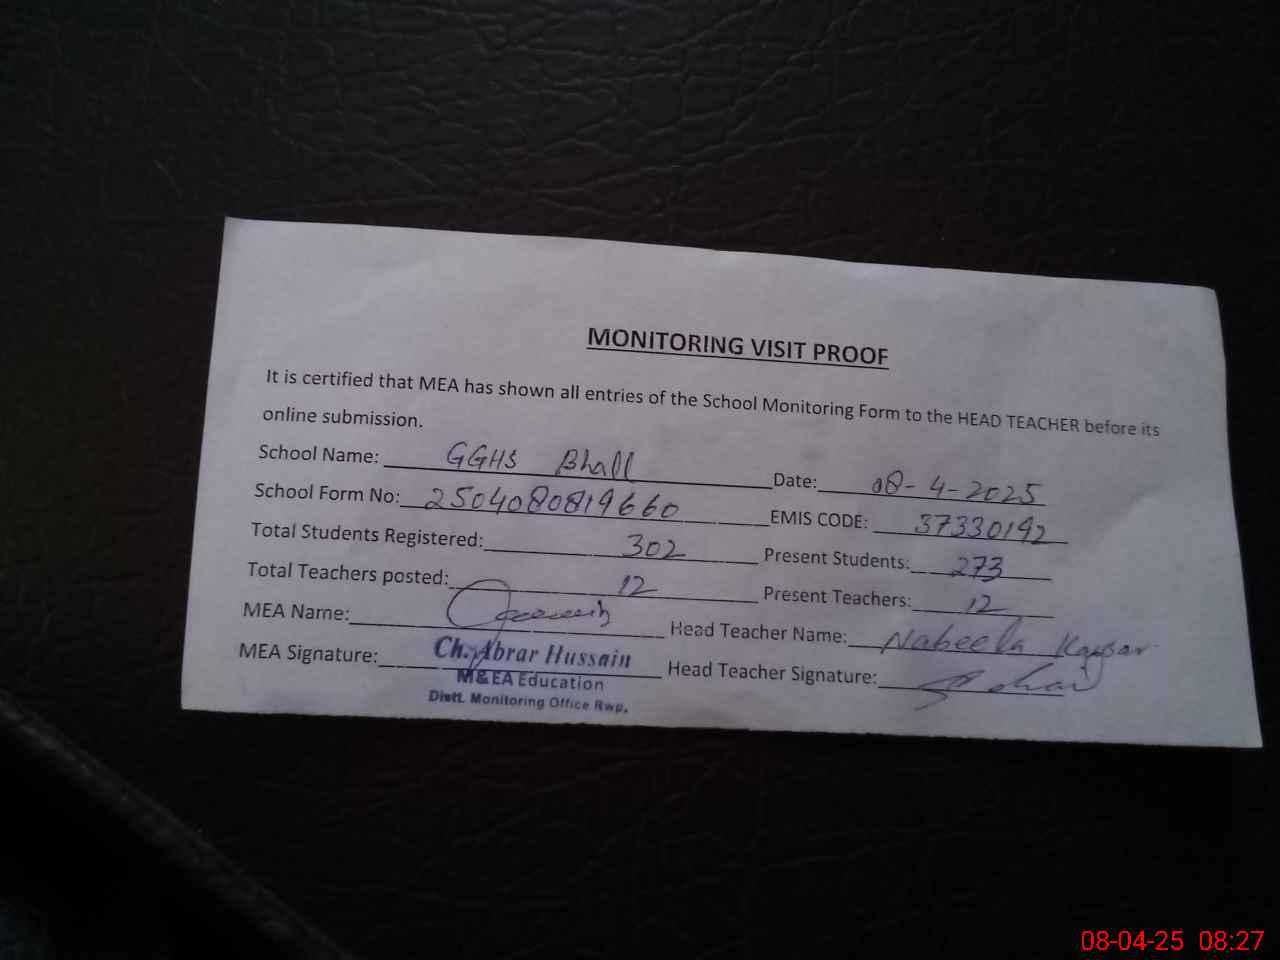 MONITORING VISIT PROOF
It is certified that MEA has shown all entries of the School Monitoring Form to the HEAD TEACHER before its
online submission.
School Name: GGHS Bhall Date: 08-4-2025
School Form No: 2504080819660 EMIS CODE: 37330192
Total Students Registered: 302 Present Students: 273
Total Teachers posted: 12 Present Teachers: 12
MEA Name: Head Teacher Name: Nabeela Kaysar
MEA Signature: Ch. Abrar Hussain Head Teacher Signature:
M&EA Education
Distt. Monitoring Office Rwp.
08-04-25 08:27